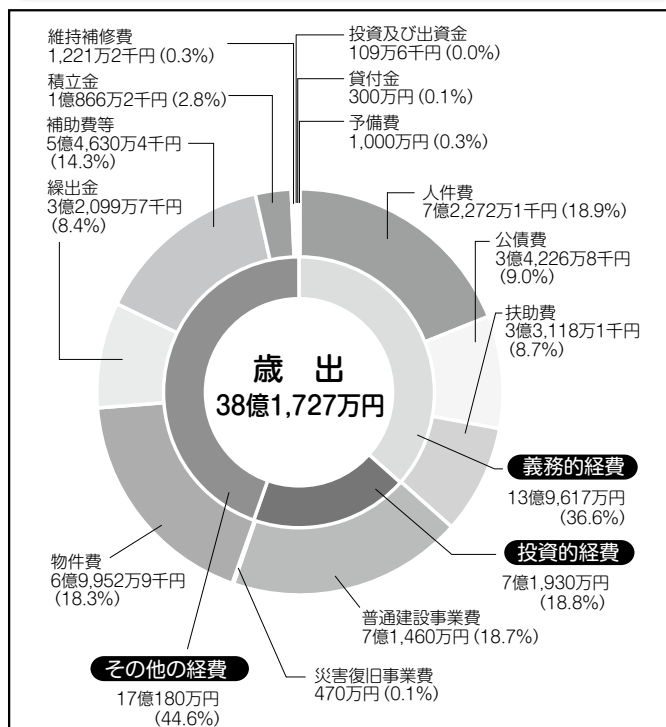 維持補修費
1,221万2千円(0.3%)
積立金
1億866万2千円(2.8%)
補助費等
5億4,630万4千円
(14.3%)
繰出金
3億2,099万7千円
(8.4%)
投資及び出資金
109万6千円(0.0%)
貸付金
300万円(0.1%)
予備費
1,000万円(0.3%)
人件費
7億2,272万1千円(18.9%)
公債費
3億4,226万8千円
(9.0%)
扶助費
3億3,118万1千円
(8.7%)
歳 出
38億1,727万円
義務的経費
13億9,617万円
(36.6%)
投資的経費
7億1,930万円
(18.8%)
物件費
6億9,952万9千円
(18.3%)
普通建設事業費
7億1,460万円(18.7%)
その他の経費
17億180万円
(44.6%)
災害復旧事業費
470万円(0.1%)